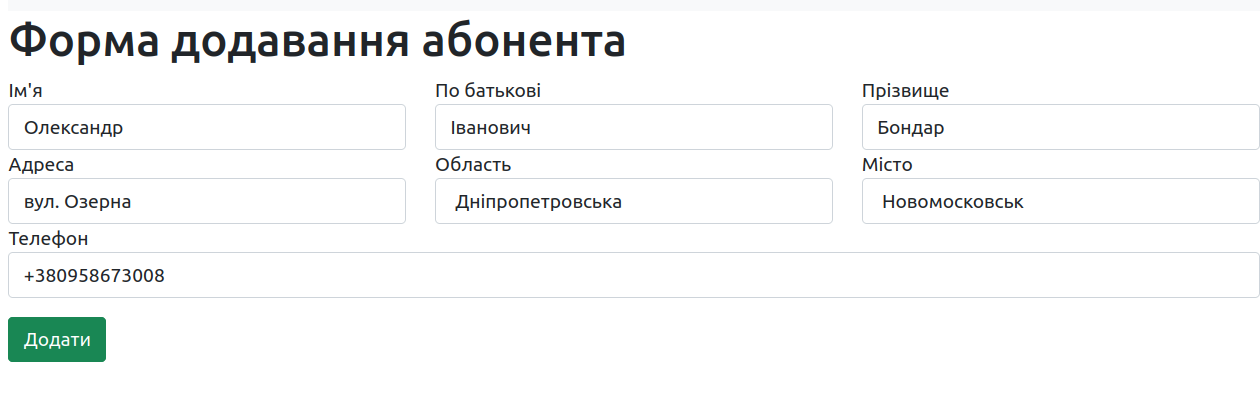 Форма додавання абонента
Ім'я По батькові Прізвище
Олександр Іванович Бондар
Адреса Область Місто
вул. Озерна Дніпропетровська Новомосковськ
Телефон
+380958673008
Додати